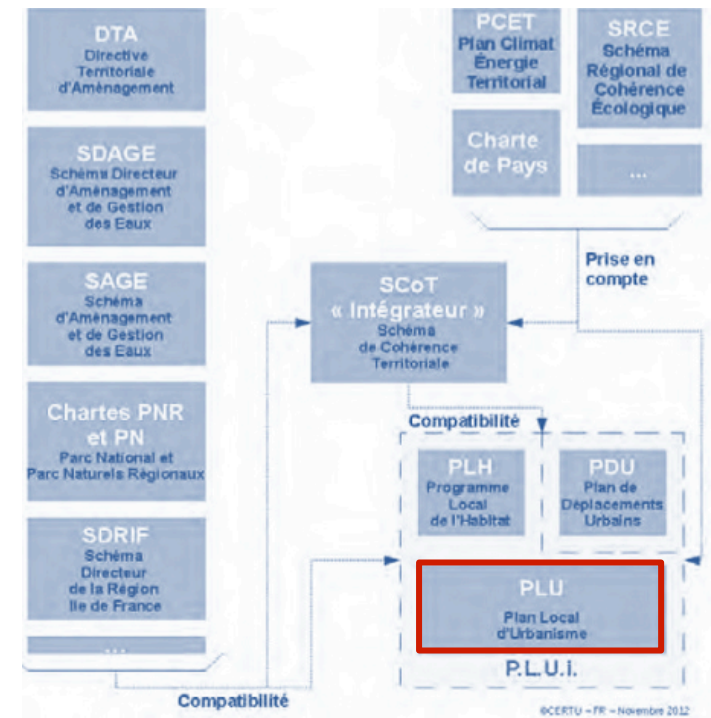 DTA
Directive
Territoriale
d'Aménagement
SDAGE
Schéma Directeur
d'Aménagement
et de Gestion
des Eaux
SAGE
Schéma
d'Aménagement
et de Gestion
des Eaux
Chartes PNR
et PN
Parc National et
Parc Naturels Régionaux
SDRIF
Schéma
Directeur
de la Région
Ile de France
...
Compatibilité
PCET
Plan Climat
Énergie
Territorial
SRCE
Schéma
Régional de
Cohérence
Écologique
Charte
de Pays
...
Prise en
compte
SCoT
« Intégrateur »
Schéma
de Cohérence
Territoriale
Compatibilité
PLH
Programme
Local
de l'Habitat
PDU
Plan de
Déplacements
Urbains
PLU
Plan Local
d'Urbanisme
P.L.U.i.
©CERTU – FR – Novembre 2012